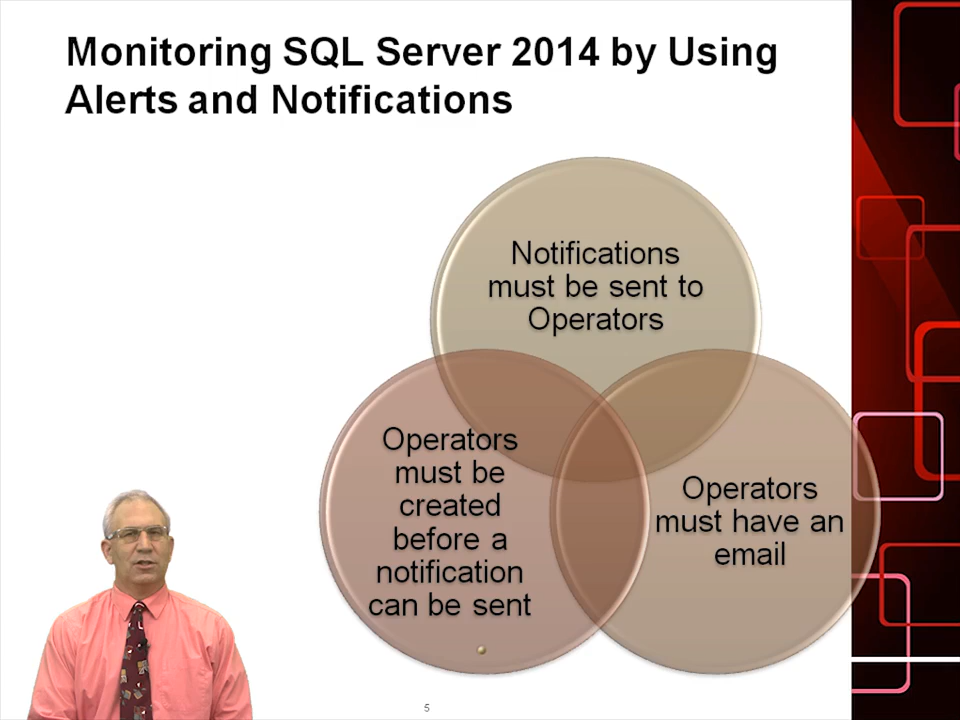 Monitoring SQL Server 2014 by Using
Alerts and Notifications
Notifications
must be sent to
Operators
Operators
must be
created
before a
notification
can be sent
Operators
must have an
email
5